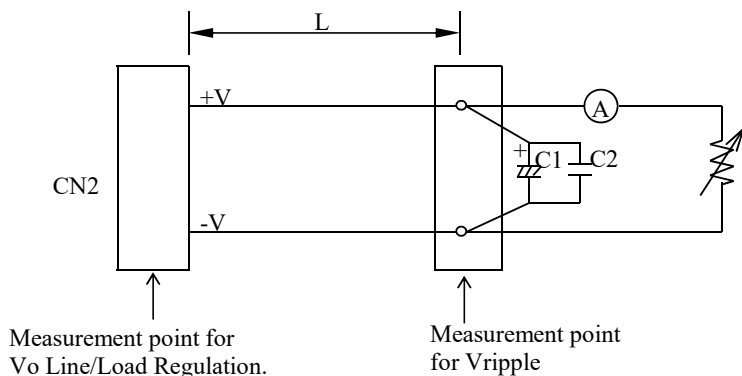 L
+V
A
+
C1
C2
CN2
-V
Measurement point for
Vo Line/Load Regulation.
Measurement point
for Vripple